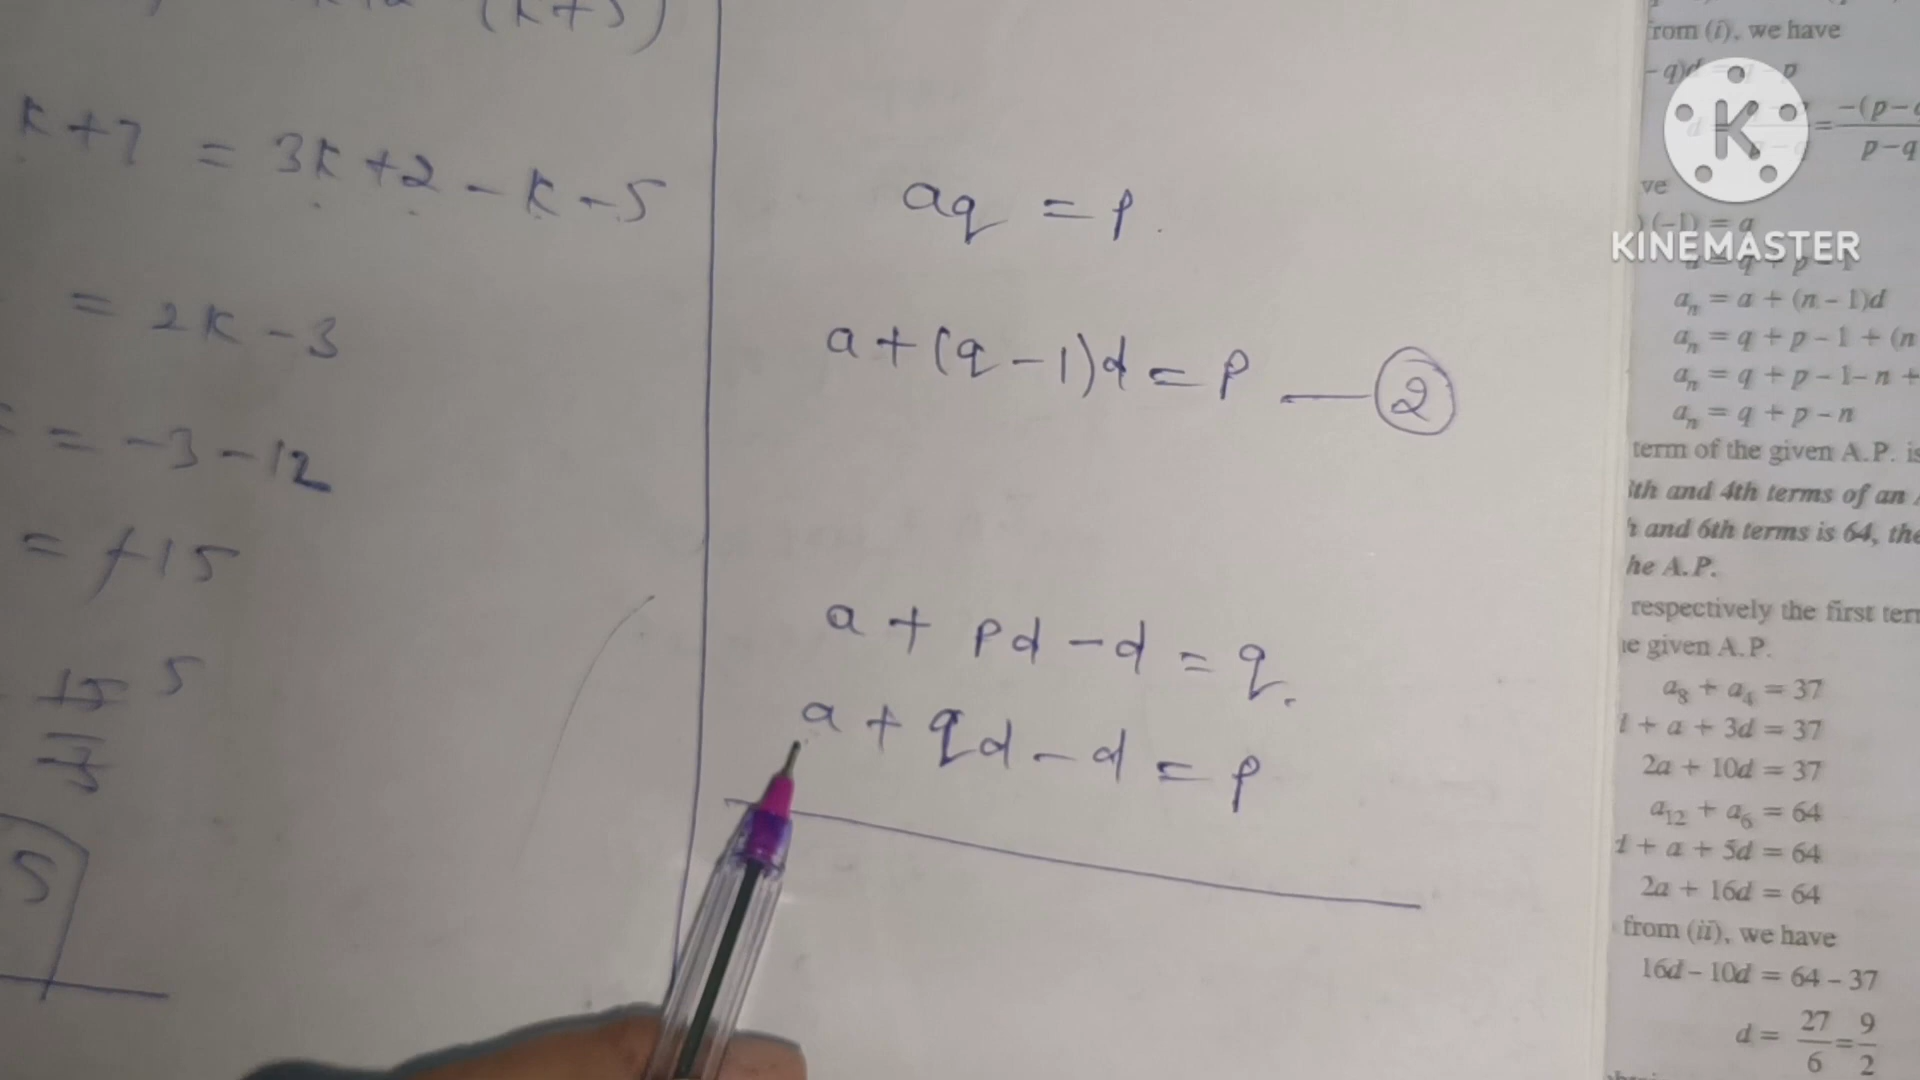 k+7 = 3k+2 - k - 5
= 2k - 3
= -3 - 12
= +15
15 5
3
5
aq = p.
a + (q - 1)d = p — 2
a + pd - d = q.
a + qd - d = p
from (i), we have
KINEMASTER
aₙ = a + (n - 1)d
aₙ = q + p - 1 + (n
aₙ = q + p - 1 - n +
aₙ = q + p - n
term of the given A.P. is
and 4th terms of an
and 6th terms is 64, the
he A.P.
respectively the first term
given A.P.
a₈ + a₄ = 37
+ a + 3d = 37
2a + 10d = 37
a₁₂ + a₆ = 64
+ a + 5d = 64
2a + 16d = 64
from (ii), we have
16d - 10d = 64 - 37
d = 27/6 = 9/2